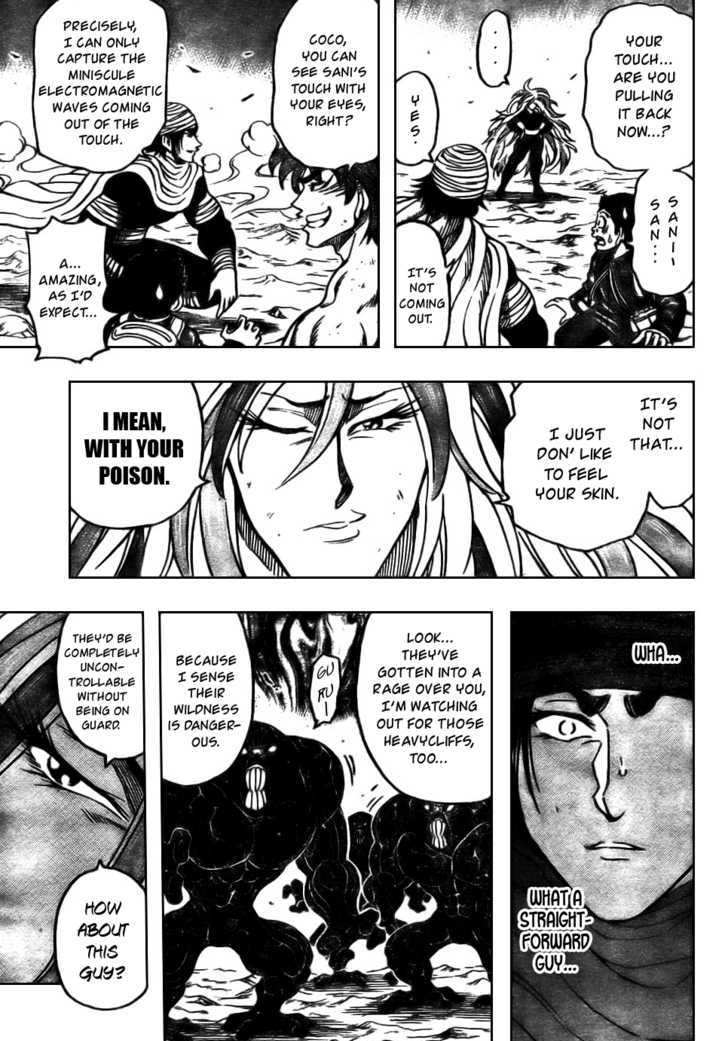 YOUR
TOUCH...
ARE YOU
PULLING
IT BACK
NOW...?
SANI-
SAN...
...
YES.
IT'S
NOT
COMING
OUT.
COCO,
YOU CAN
SEE SANI'S
TOUCH WITH
YOUR EYES,
RIGHT?
PRECISELY,
I CAN ONLY
CAPTURE THE
MINISCULE
ELECTROMAGNETIC
WAVES COMING
OUT OF THE
TOUCH.
A...
AMAZING,
AS I'D
EXPECT...
IT'S
NOT
THAT...
I JUST
DON' LIKE
TO FEEL
YOUR SKIN.
I MEAN,
WITH YOUR
POISON.
WHA...
WHAT A
STRAIGHT-
FORWARD
GUY...
LOOK...
THEY'VE
GOTTEN INTO
A RAGE OVER YOU,
I'M WATCHING
OUT FOR THOSE
HEAVYCLIFFS,
TOO...
GU
RU-
BECAUSE
I SENSE
THEIR
WILDNESS
IS DANGER-
OUS.
THEY'D BE
COMPLETELY
UNCON-
TROLLABLE
WITHOUT
BEING ON
GUARD.
HOW
ABOUT
THIS
GUY?